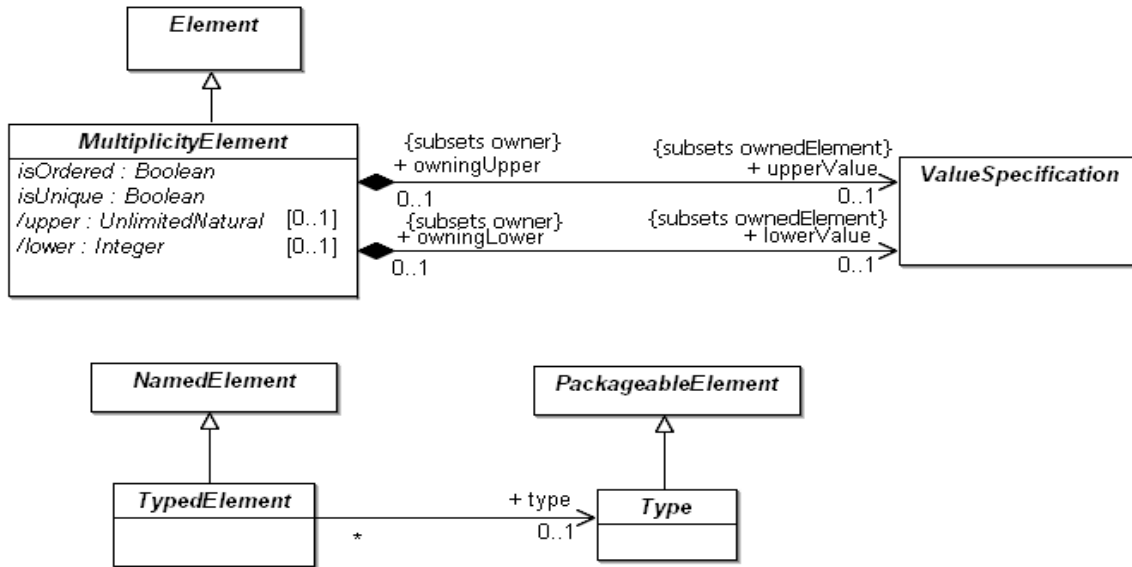 Element
MultiplicityElement
isOrdered : Boolean
isUnique : Boolean
/upper : UnlimitedNatural [0..1]
/lower : Integer [0..1]
{subsets owner}
+ owningUpper
0..1
{subsets ownedElement}
+ upperValue
0..1
{subsets owner}
+ owningLower
0..1
{subsets ownedElement}
+ lowerValue
0..1
ValueSpecification
NamedElement
PackageableElement
TypedElement
*
+ type
0..1
Type